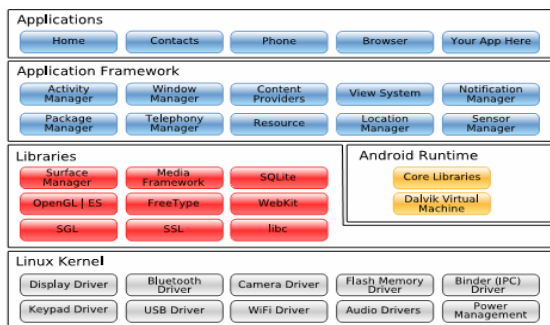 Applications
Home
Contacts
Phone
Browser
Your App Here
Application Framework
Activity
Manager
Window
Manager
Content
Providers
View System
Notification
Manager
Package
Manager
Telephony
Manager
Resource
Location
Manager
Sensor
Manager
Libraries
Surface
Manager
Media
Framework
SQLite
OpenGL | ES
FreeType
WebKit
SGL
SSL
libc
Android Runtime
Core Libraries
Dalvik Virtual
Machine
Linux Kernel
Display Driver
Bluetooth
Driver
Camera Driver
Flash Memory
Driver
Binder (IPC)
Driver
Keypad Driver
USB Driver
WiFi Driver
Audio Drivers
Power
Management